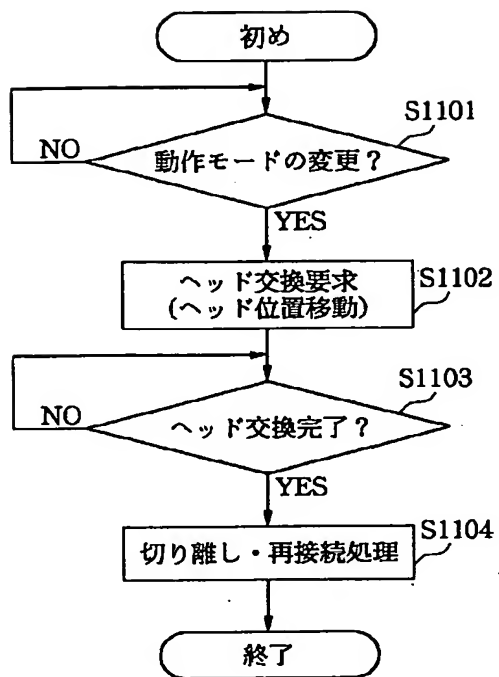 初め
S1101
NO
動作モードの変更？
YES
ヘッド交換要求
(ヘッド位置移動)
S1102
S1103
NO
ヘッド交換完了？
YES
S1104
切り離し・再接続処理
終了